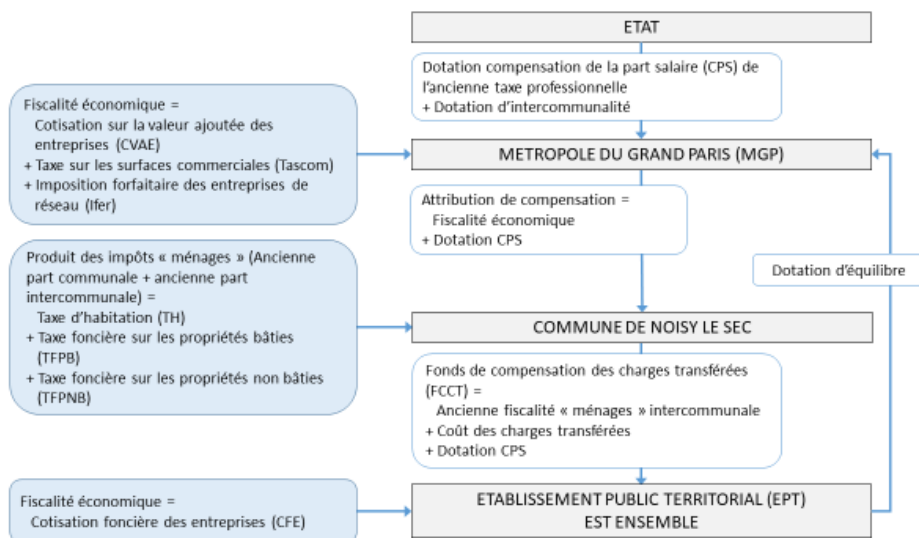 ETAT
Dotation compensation de la part salaire (CPS) de
l'ancienne taxe professionnelle
+ Dotation d'intercommunalité
Fiscalité économique =
Cotisation sur la valeur ajoutée des
entreprises (CVAE)
+ Taxe sur les surfaces commerciales (Tascom)
+ Imposition forfaitaire des entreprises de
réseau (Ifer)
METROPOLE DU GRAND PARIS (MGP)
Attribution de compensation =
Fiscalité économique
+ Dotation CPS
Produit des impôts « ménages » (Ancienne
part communale + ancienne part
intercommunale) =
Taxe d'habitation (TH)
+ Taxe foncière sur les propriétés bâties
(TFPB)
+ Taxe foncière sur les propriétés non bâties
(TFPNB)
Dotation d'équilibre
COMMUNE DE NOISY LE SEC
Fonds de compensation des charges transférées
(FCCT) =
Ancienne fiscalité « ménages » intercommunale
+ Coût des charges transférées
+ Dotation CPS
Fiscalité économique =
Cotisation foncière des entreprises (CFE)
ETABLISSEMENT PUBLIC TERRITORIAL (EPT)
EST ENSEMBLE